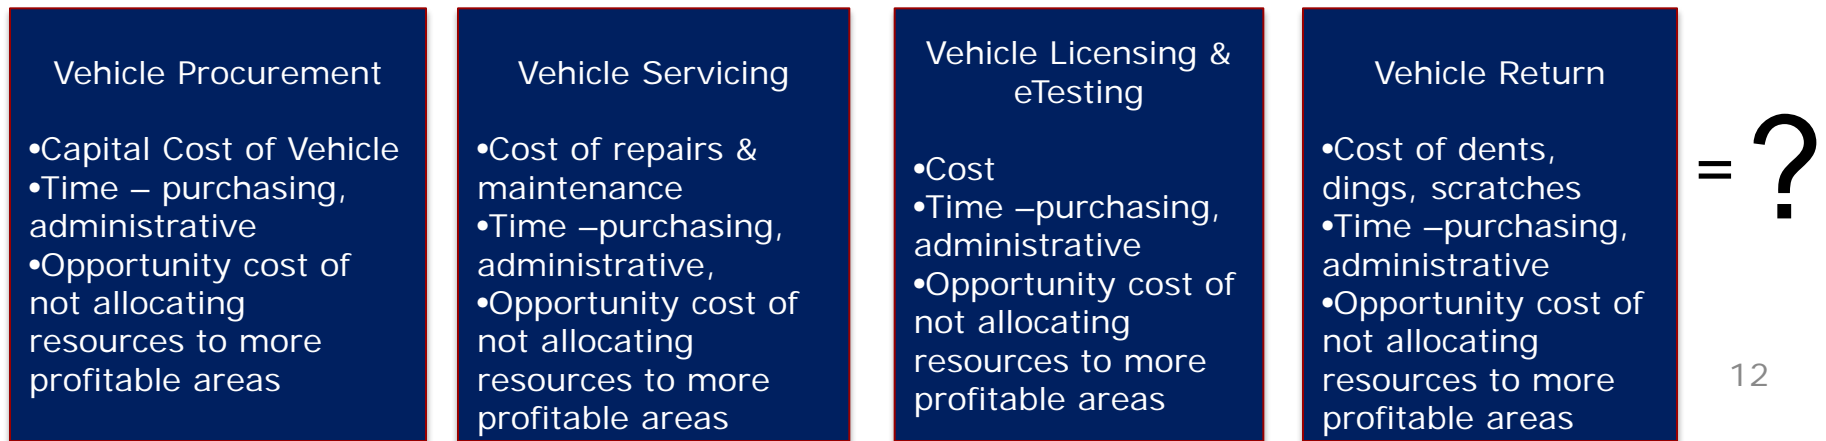 Vehicle Procurement
•Capital Cost of Vehicle
•Time – purchasing,
administrative
•Opportunity cost of
not allocating
resources to more
profitable areas
Vehicle Servicing
•Cost of repairs &
maintenance
•Time –purchasing,
administrative,
•Opportunity cost of
not allocating
resources to more
profitable areas
Vehicle Licensing &
eTesting
•Cost
•Time –purchasing,
administrative
•Opportunity cost of
not allocating
resources to more
profitable areas
Vehicle Return
•Cost of dents,
dings, scratches
•Time –purchasing,
administrative
•Opportunity cost of
not allocating
resources to more
profitable areas
= ?
12